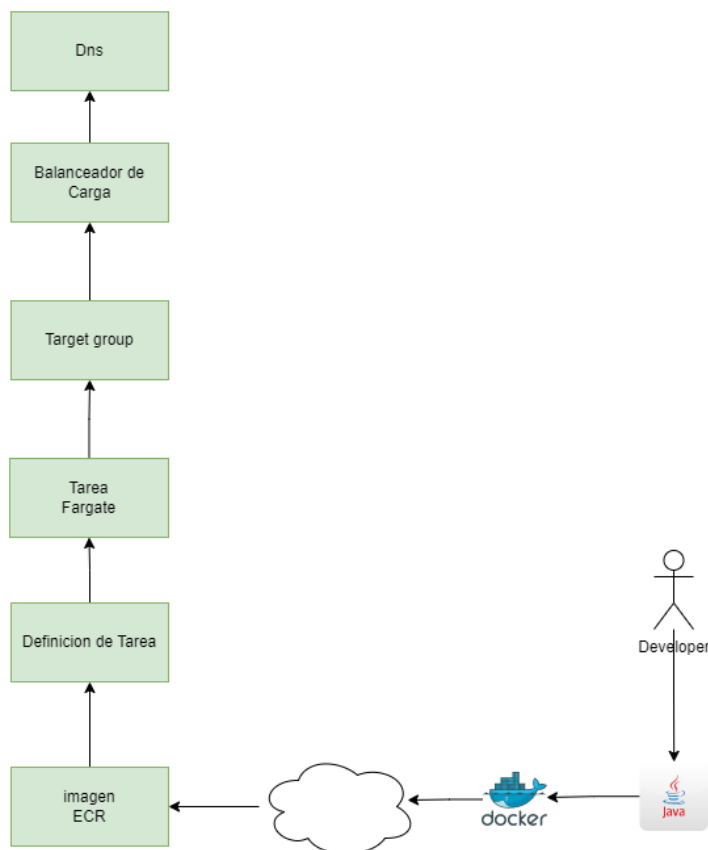 Dns
Balanceador de
Carga
Target group
Tarea
Fargate
Definicion de Tarea
imagen
ECR
Developer
docker
Java